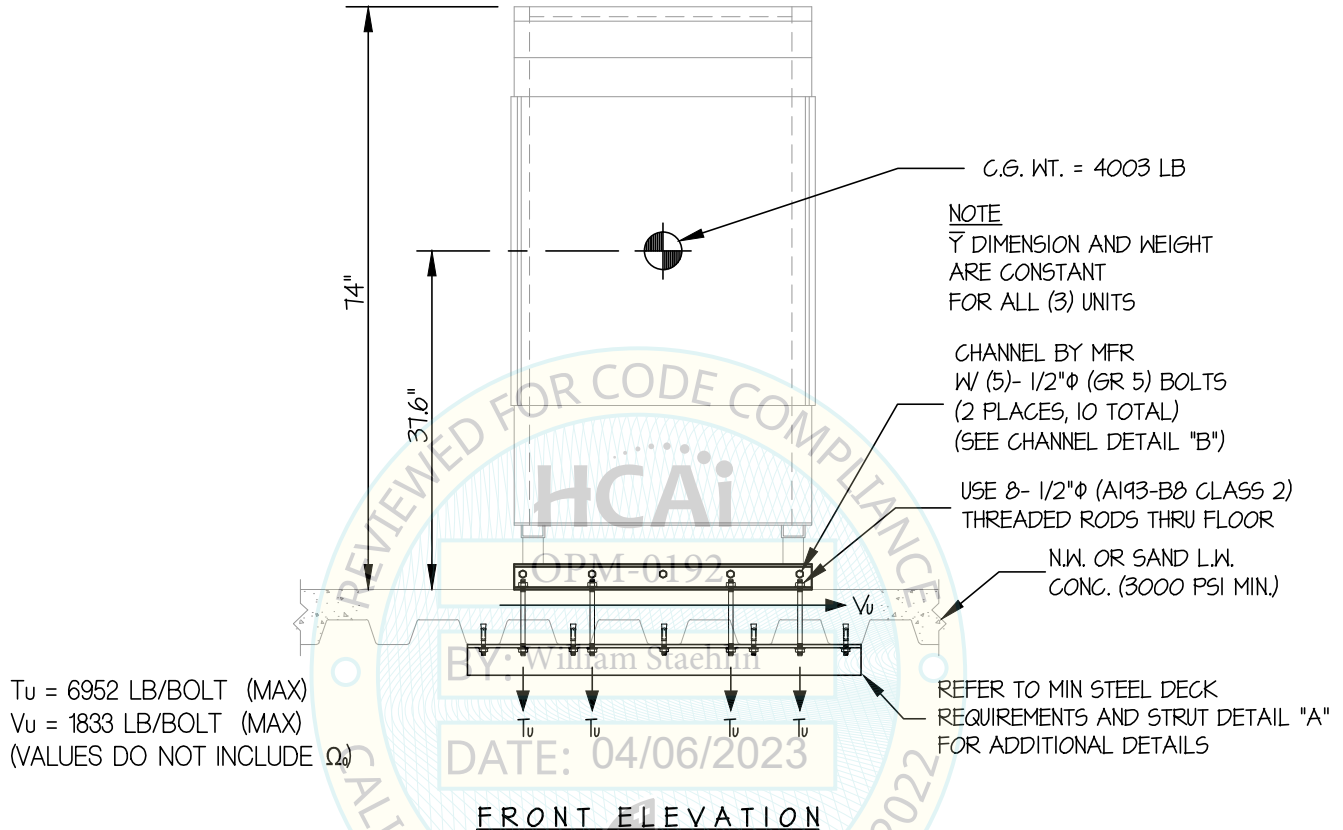 74"
37.6"
C.G. WT. = 4003 LB
NOTE
Y̅ DIMENSION AND WEIGHT
ARE CONSTANT
FOR ALL (3) UNITS
CHANNEL BY MFR
W/ (5)- 1/2"Φ (GR 5) BOLTS
(2 PLACES, 10 TOTAL)
(SEE CHANNEL DETAIL "B")
USE 8- 1/2"Φ (A193-B8 CLASS 2)
THREADED RODS THRU FLOOR
N.W. OR SAND L.W.
CONC. (3000 PSI MIN.)
REVIEWED FOR CODE COMPLIANCE
HCAi
OPM-0192
Vu
BY: William Staehlin
Tu = 6952 LB/BOLT (MAX)
Vu = 1833 LB/BOLT (MAX)
(VALUES DO NOT INCLUDE Ω₀)
Tu Tu Tu Tu
REFER TO MIN STEEL DECK
REQUIREMENTS AND STRUT DETAIL "A"
FOR ADDITIONAL DETAILS
DATE: 04/06/2023
CALI
2022
FRONT ELEVATION